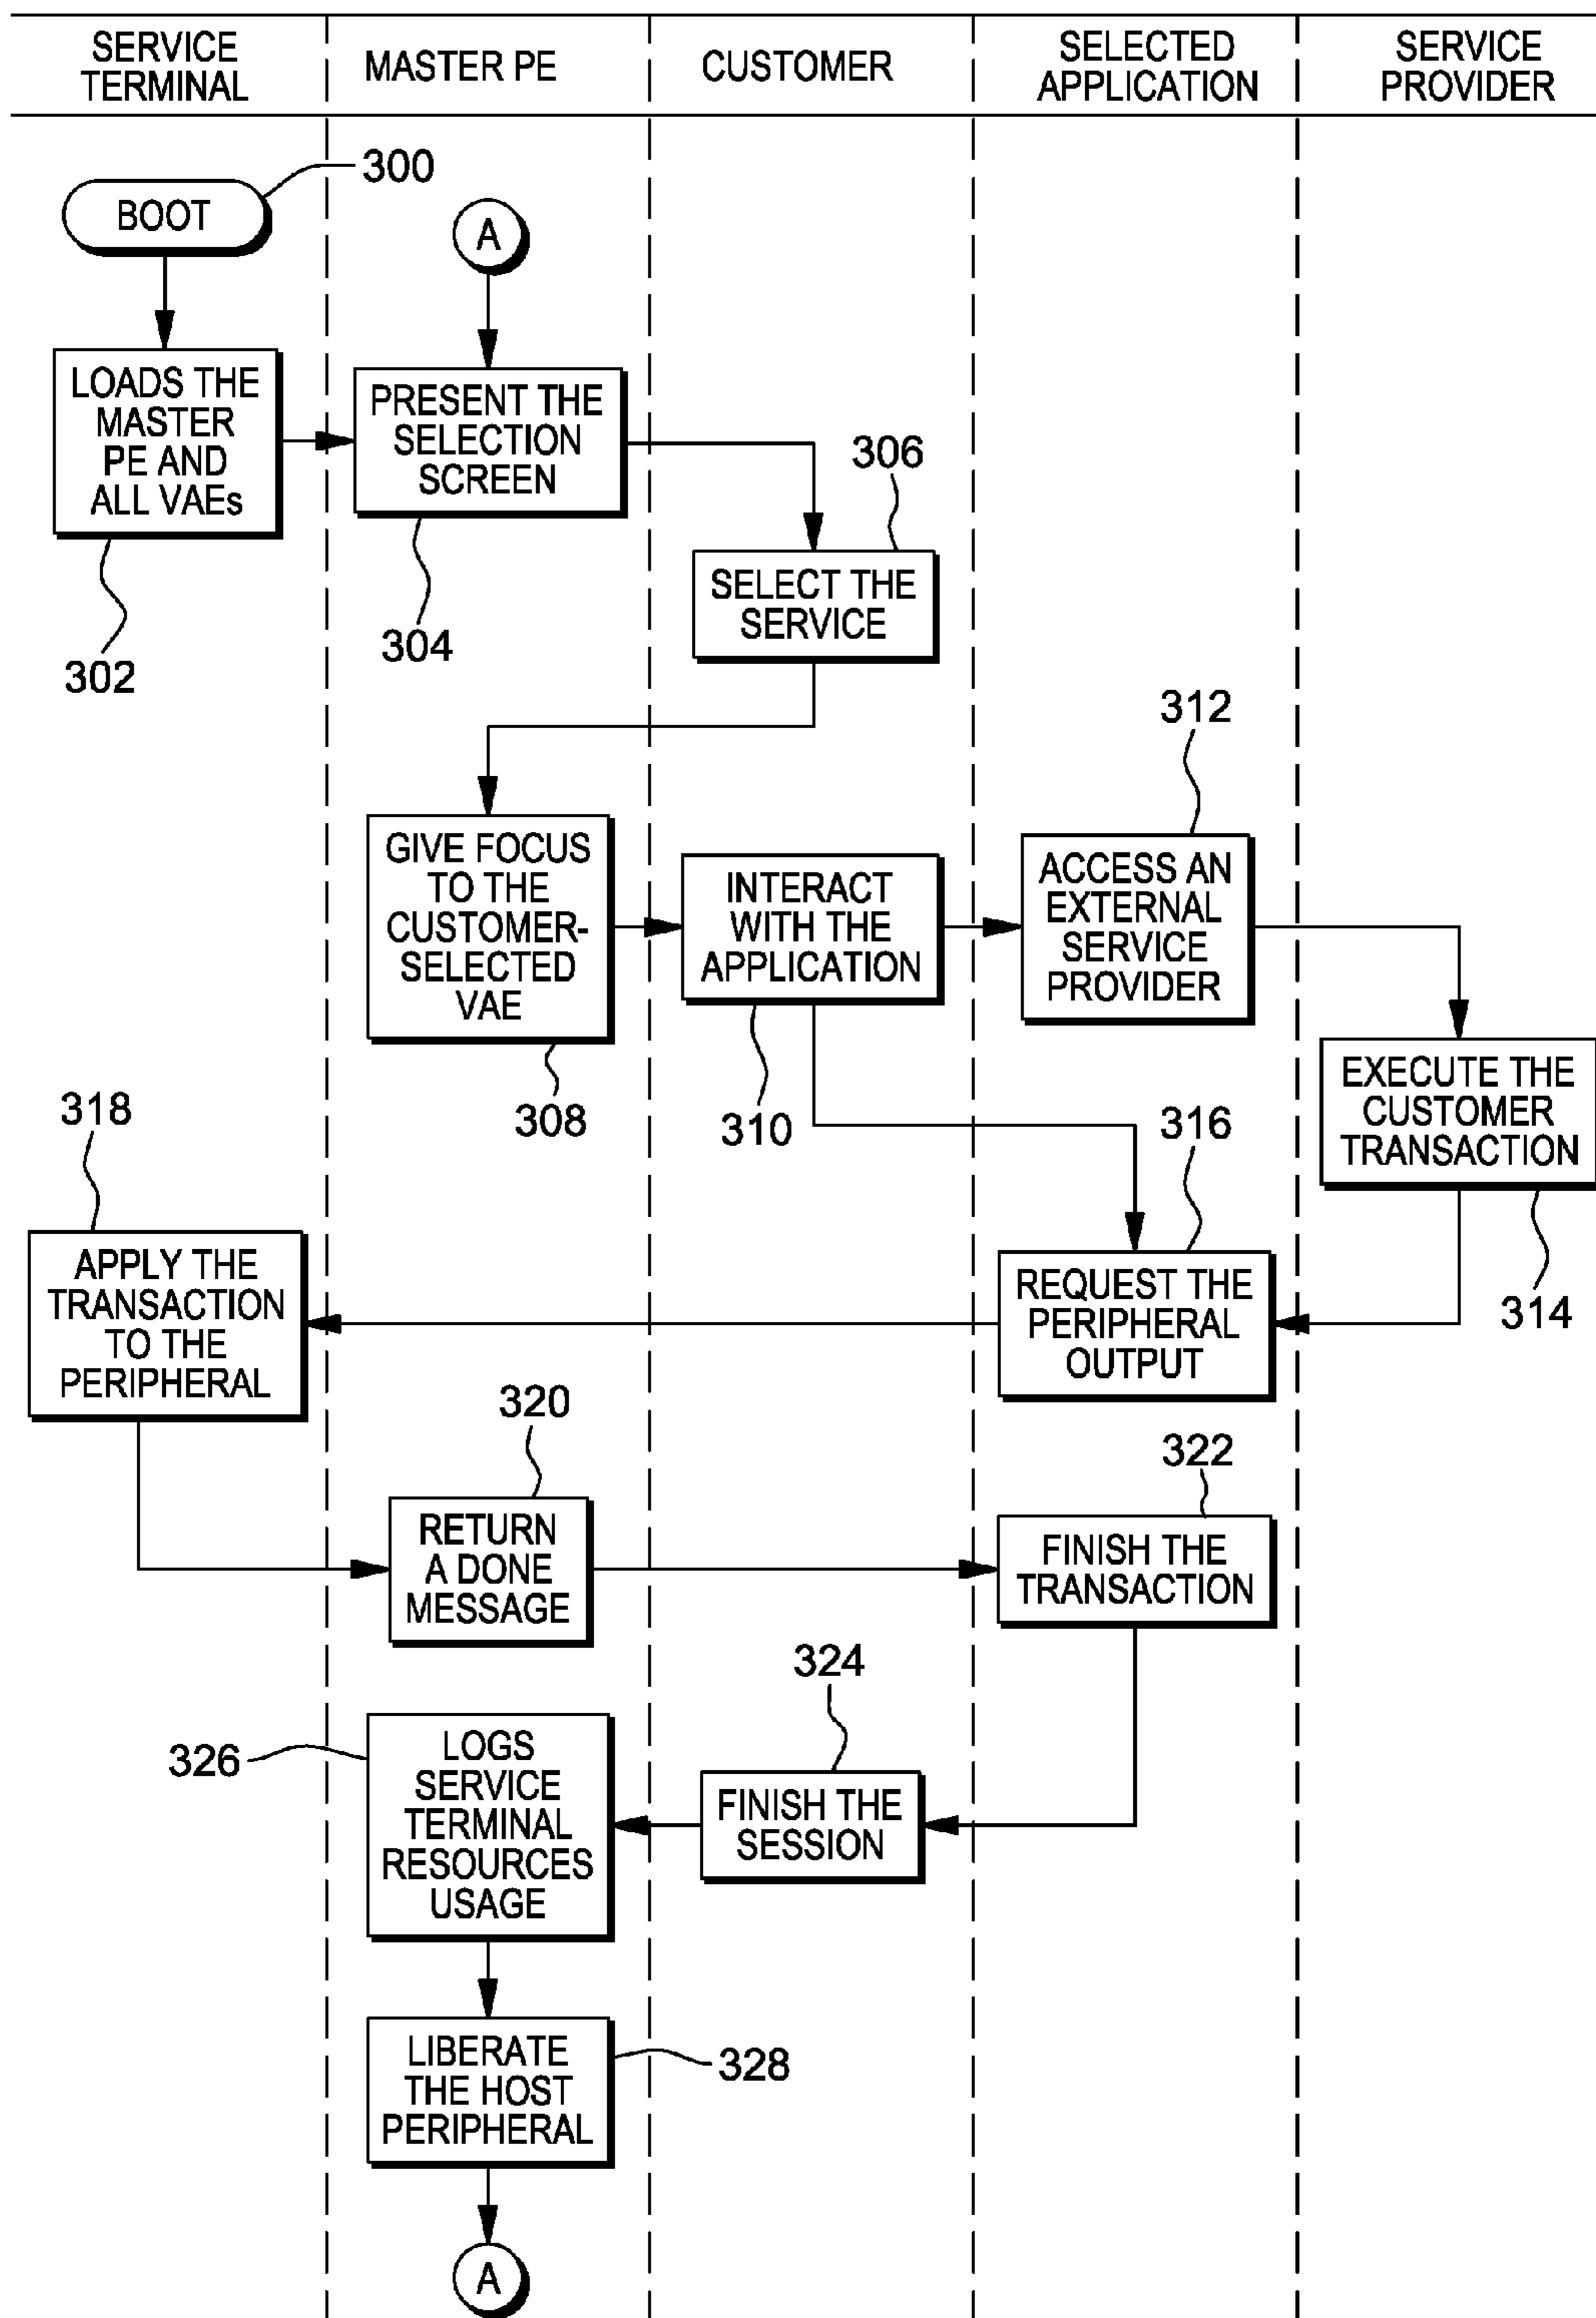 SERVICE
TERMINAL
MASTER PE
CUSTOMER
SELECTED
APPLICATION
SERVICE
PROVIDER
300
BOOT
A
LOADS THE
MASTER
PE AND
ALL VAEs
302
PRESENT THE
SELECTION
SCREEN
304
306
SELECT THE
SERVICE
GIVE FOCUS
TO THE
CUSTOMER-
SELECTED
VAE
308
INTERACT
WITH THE
APPLICATION
310
312
ACCESS AN
EXTERNAL
SERVICE
PROVIDER
EXECUTE THE
CUSTOMER
TRANSACTION
314
316
REQUEST THE
PERIPHERAL
OUTPUT
318
APPLY THE
TRANSACTION
TO THE
PERIPHERAL
320
RETURN
A DONE
MESSAGE
322
FINISH THE
TRANSACTION
324
FINISH THE
SESSION
326
LOGS
SERVICE
TERMINAL
RESOURCES
USAGE
LIBERATE
THE HOST
PERIPHERAL
328
A